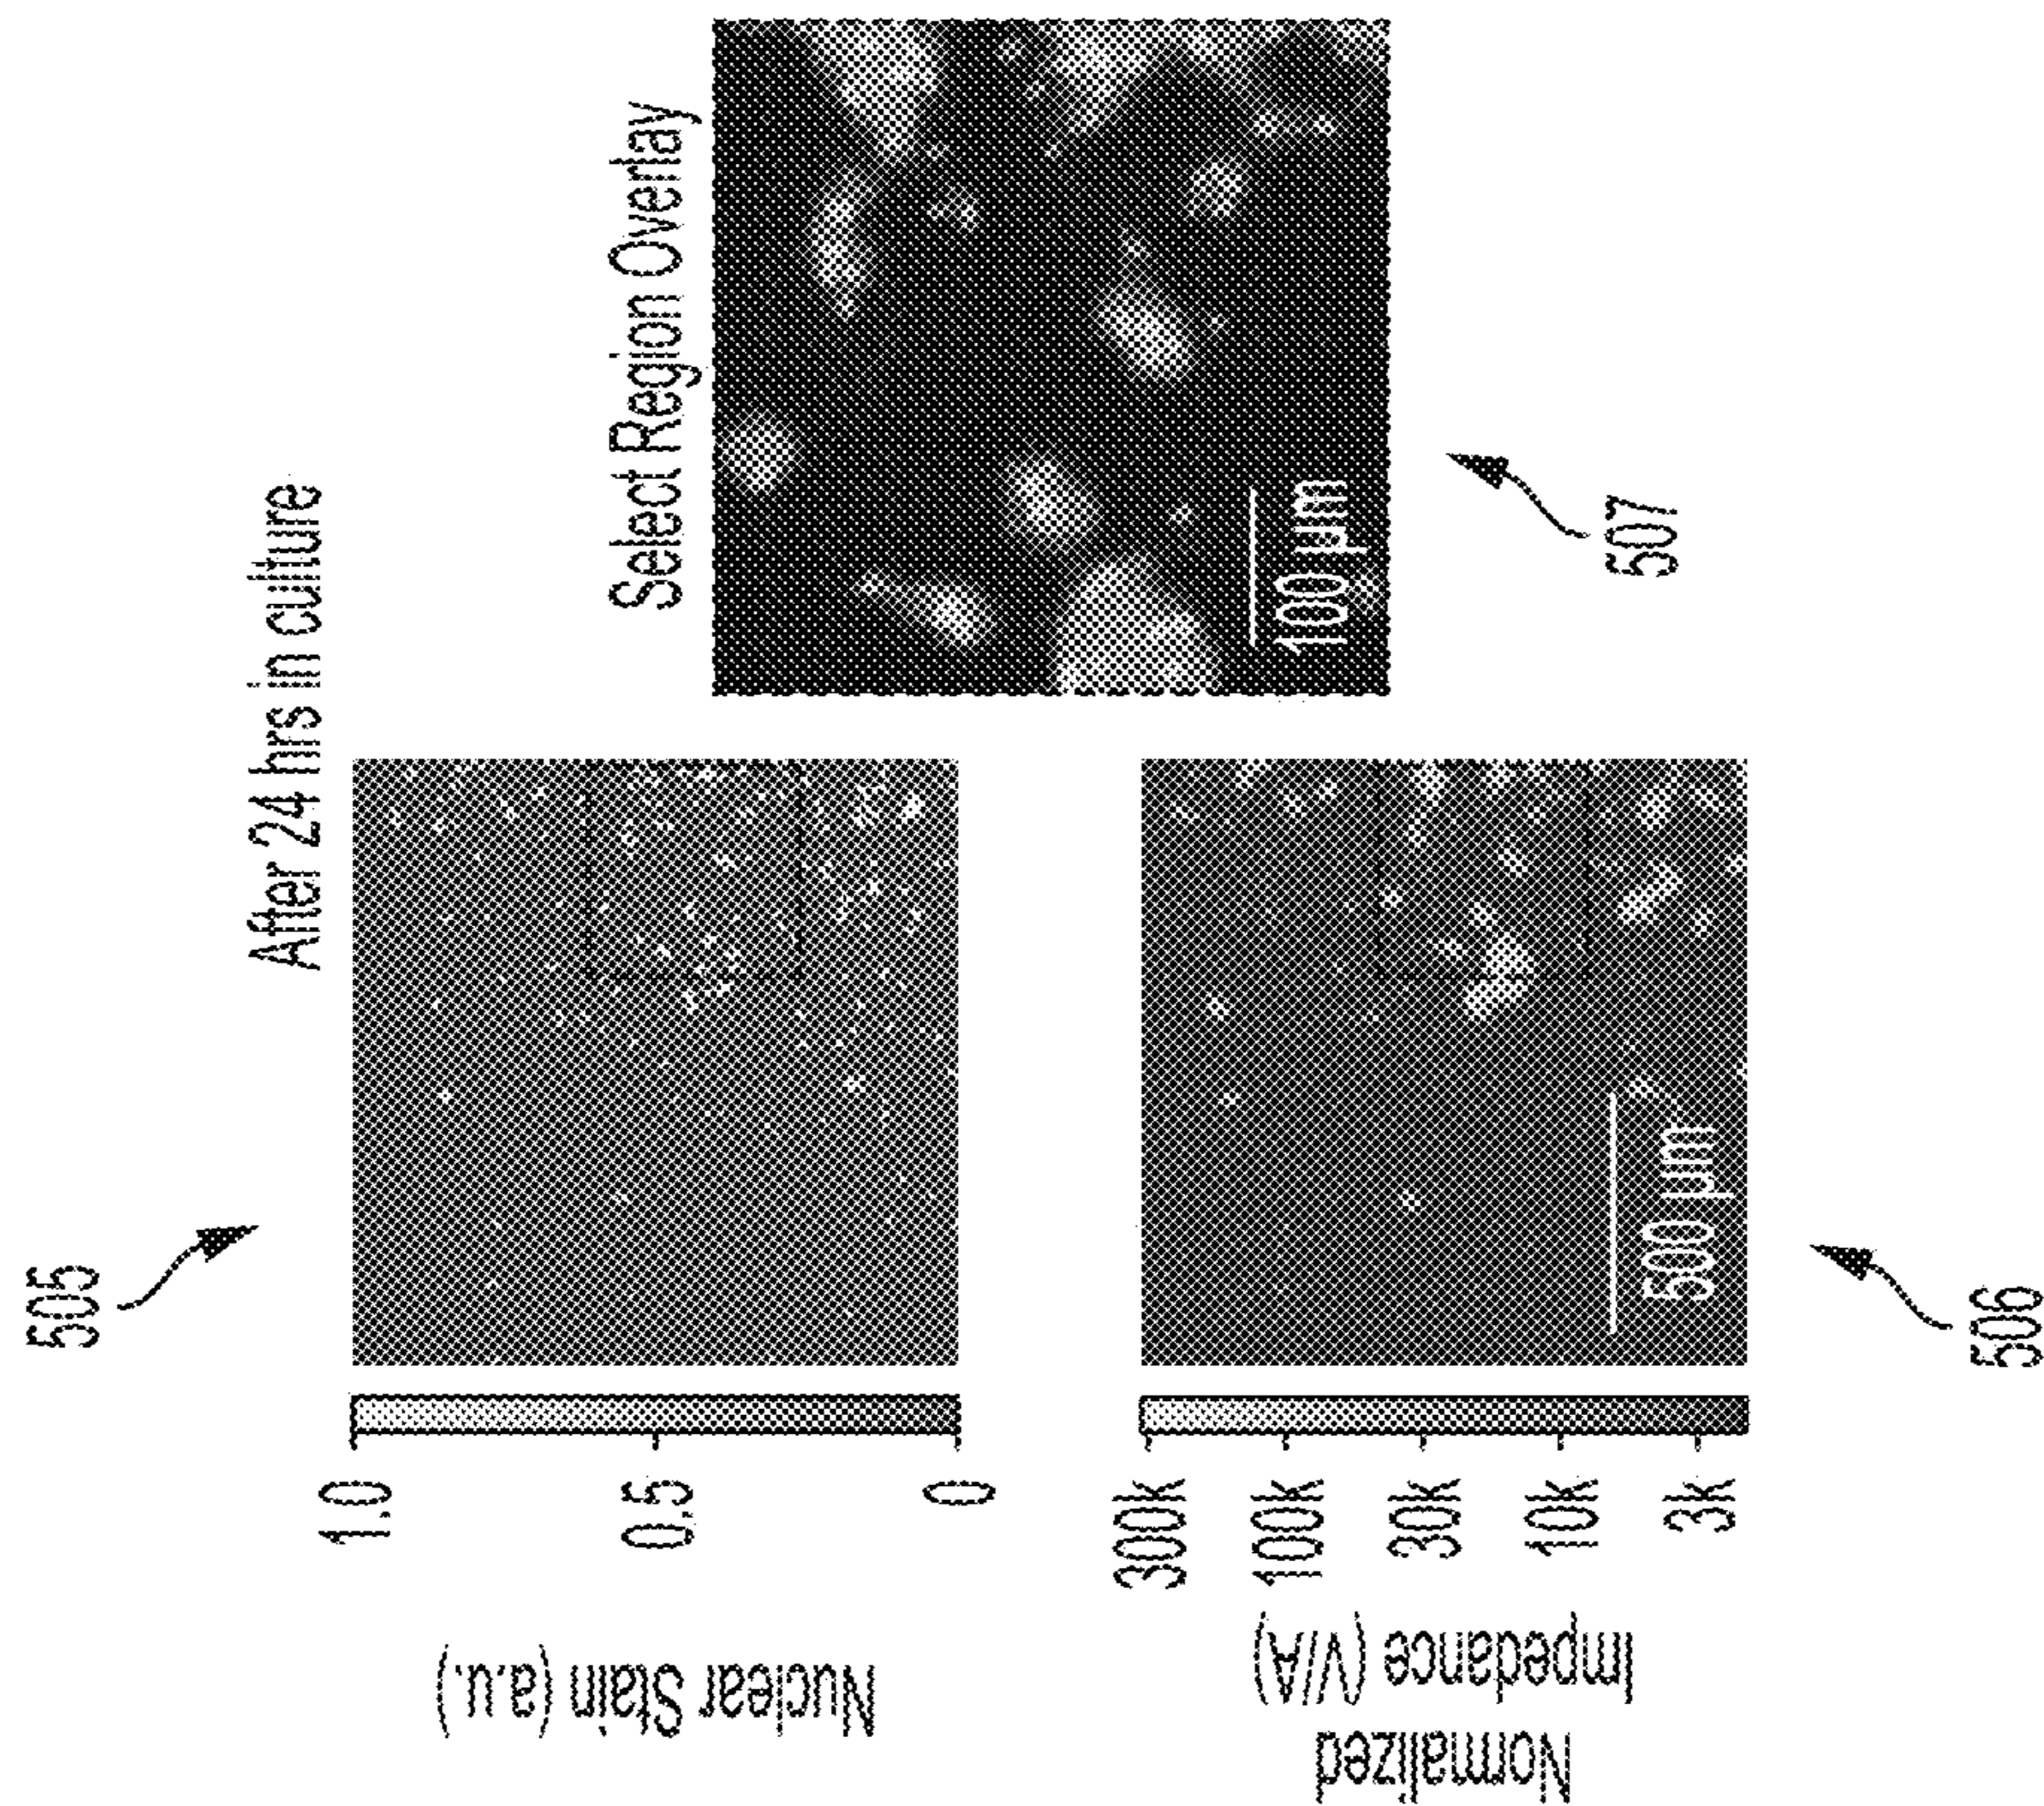 After 24 hrs in culture
505
Nuclear Stain (a.u.)
1.0
0.5
0
Select Region Overlay
100 µm
507
Normalized
Impedance (V/A)
300k
100k
30k
10k
3k
500 µm
506